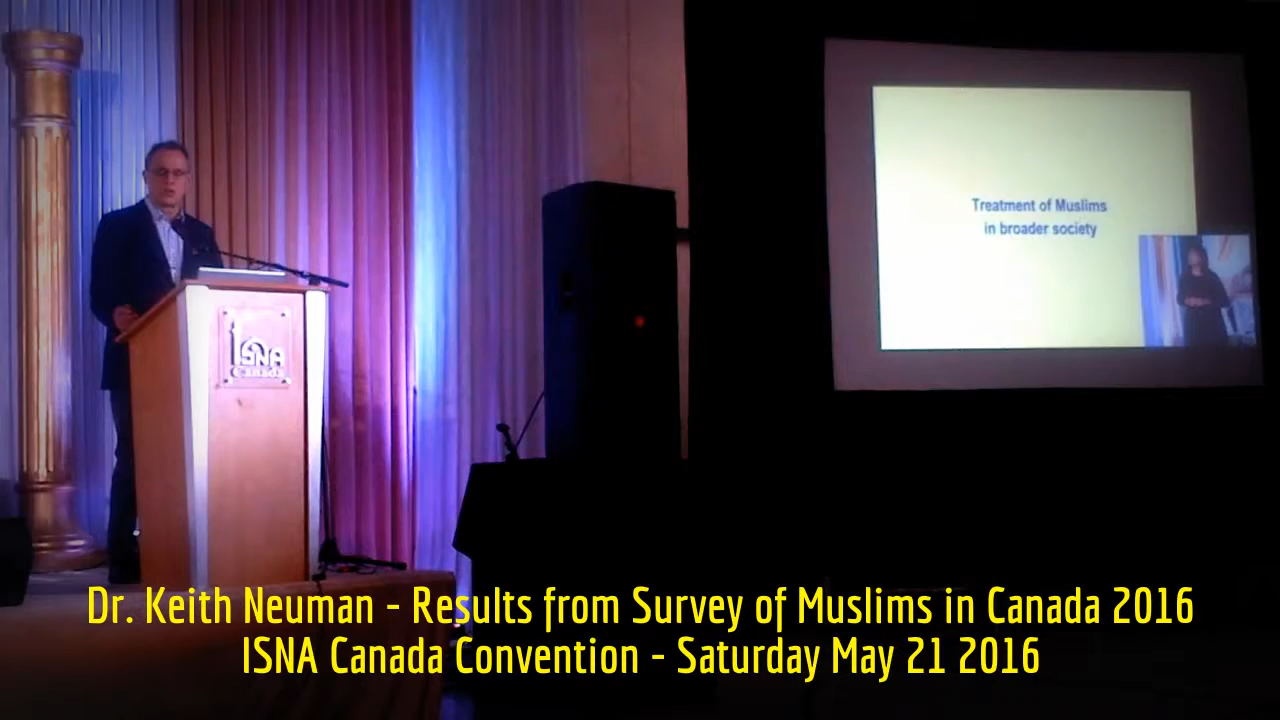 Treatment of Muslims
in broader society
ISNA
Canada
Dr. Keith Neuman - Results from Survey of Muslims in Canada 2016
ISNA Canada Convention - Saturday May 21 2016